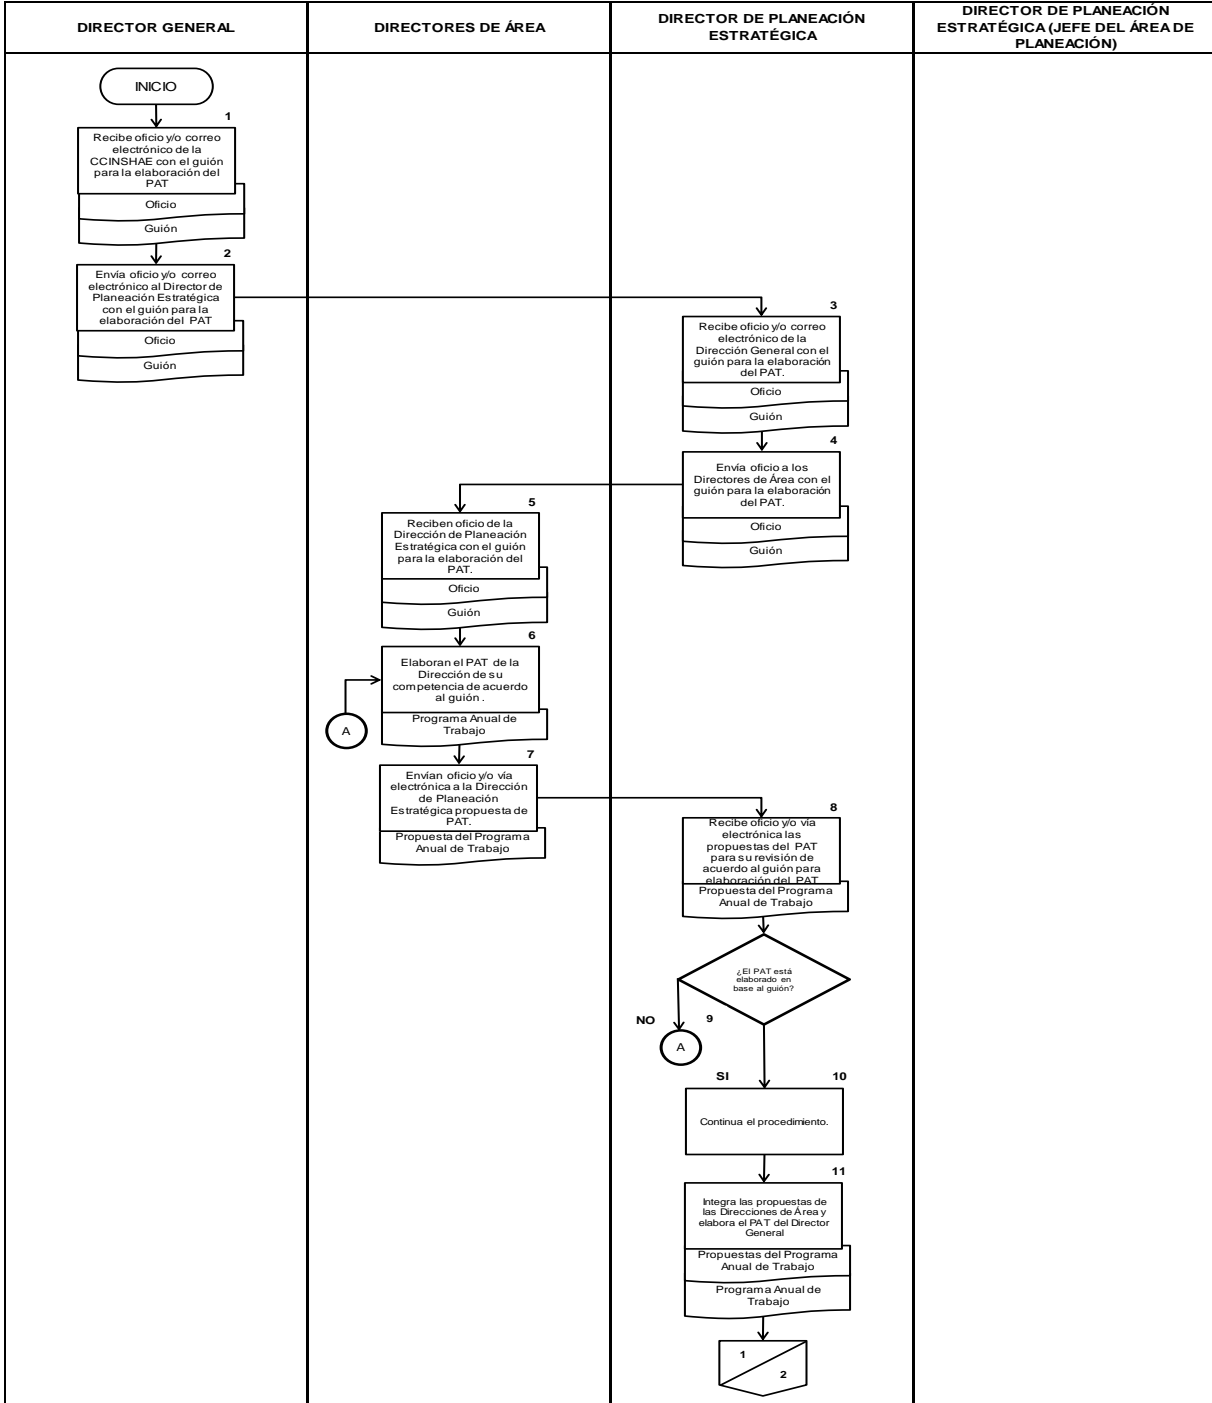 DIRECTOR GENERAL
DIRECTORES DE ÁREA
DIRECTOR DE PLANEACIÓN
ESTRATÉGICA
DIRECTOR DE PLANEACIÓN
ESTRATÉGICA (JEFE DEL ÁREA DE
PLANEACIÓN)
INICIO
1
Recibe oficio y/o correo
electrónico de la
CCINSHAE con el guión
para la elaboración del
PAT
Oficio
Guión
2
Envía oficio y/o correo
electrónico al Director de
Planeación Estratégica
con el guión para la
elaboración del PAT
Oficio
Guión
3
Recibe oficio y/o correo
electrónico de la
Dirección General con el
guión para la elaboración
del PAT.
Oficio
Guión
4
Envía oficio a los
Directores de Área con el
guión para la elaboración
del PAT.
Oficio
Guión
5
Reciben oficio de la
Dirección de Planeación
Estratégica con el guión
para la elaboración del
PAT.
Oficio
Guión
6
Elaboran el PAT de la
Dirección de su
competencia de acuerdo
al guión .
Programa Anual de
Trabajo
A
7
Envían oficio y/o vía
electrónica a la Dirección
de Planeación
Estratégica propuesta de
PAT.
Propuesta del Programa
Anual de Trabajo
8
Recibe oficio y/o vía
electrónica las
propuestas del PAT
para su revisión de
acuerdo al guión para
elaboración del PAT
Propuesta del Programa
Anual de Trabajo
¿El PAT está
elaborado en
base al guión?
NO
9
A
SI
10
Continua el procedimiento.
11
Integra las propuestas de
las Direcciones de Área y
elabora el PAT del Director
General
Propuestas del Programa
Anual de Trabajo
Programa Anual de
Trabajo
1
2